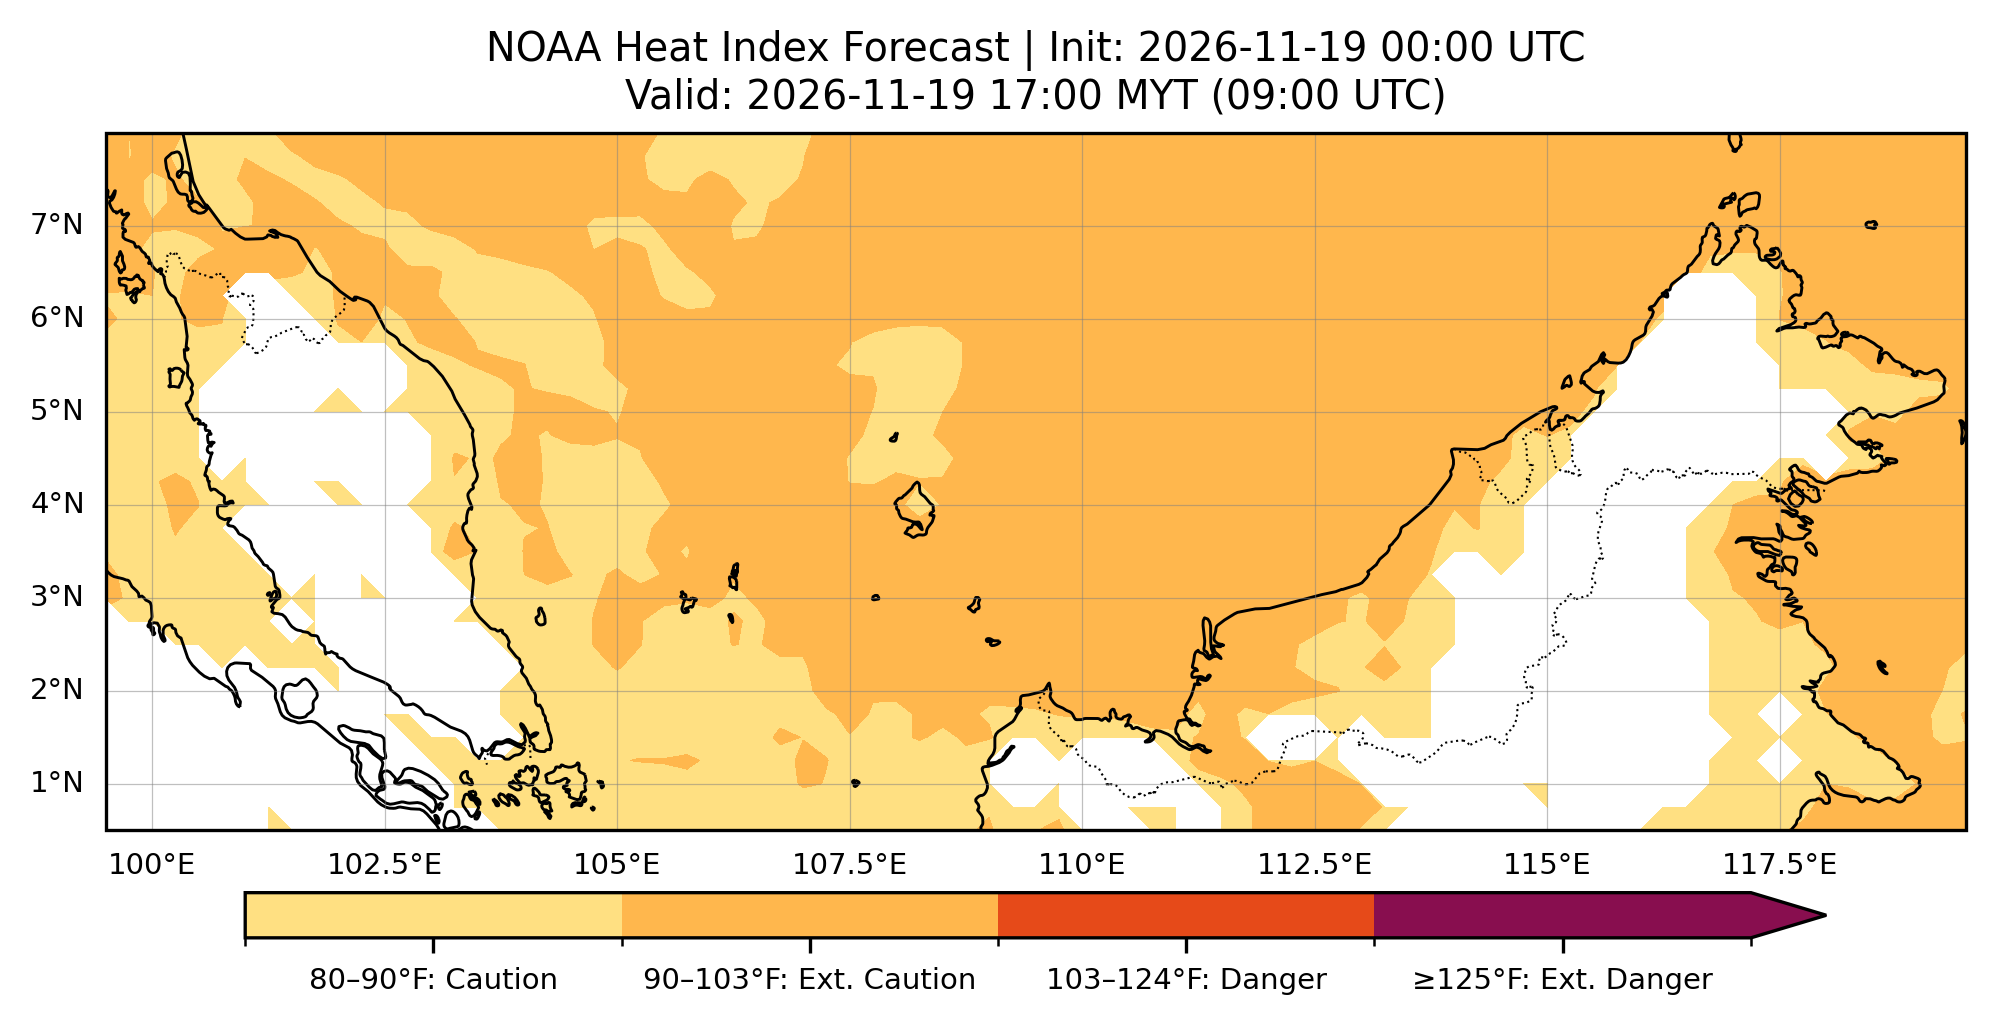 NOAA Heat Index Forecast | Init: 2026-11-19 00:00 UTC
Valid: 2026-11-19 17:00 MYT (09:00 UTC)
7°N
6°N
5°N
4°N
3°N
2°N
1°N
100°E 102.5°E 105°E 107.5°E 110°E 112.5°E 115°E 117.5°E
80–90°F: Caution 90–103°F: Ext. Caution 103–124°F: Danger ≥125°F: Ext. Danger